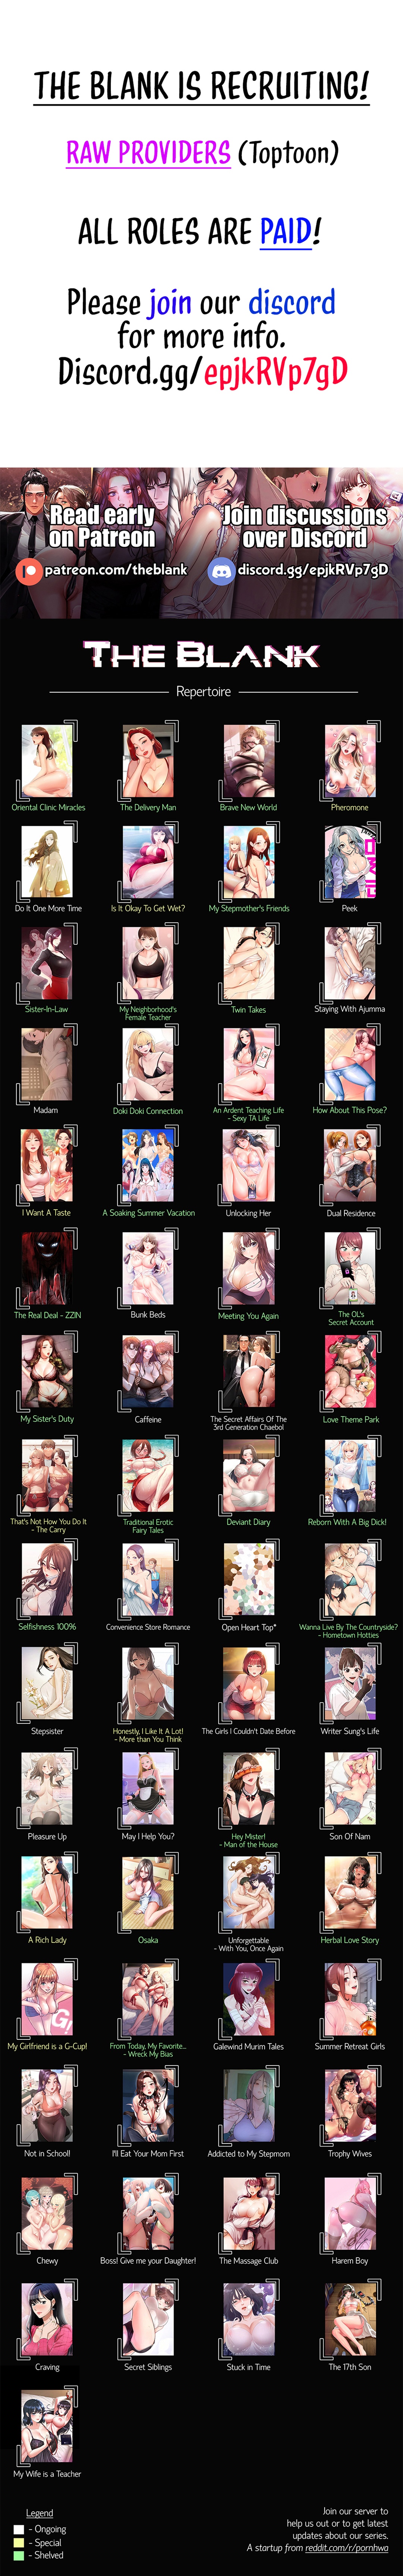 THE BLANK IS RECRUITING!
RAW PROVIDERS (Toptoon)
ALL ROLES ARE PAID!
Please join our discord
for more info.
Discord.gg/epjkRVp7gD
Read early
on Patreon
patreon.com/theblank
Join discussions
over Discord
discord.gg/epjkRVp7gD
THE BLANK
Repertoire
Oriental Clinic Miracles
The Delivery Man
Brave New World
Pheromone
Do It One More Time
Is It Okay To Get Wet?
My Stepmother's Friends
Peek
Sister-In-Law
My Neighborhood's
Female Teacher
Twin Takes
Staying With Ajumma
Madam
Doki Doki Connection
An Ardent Teaching Life
- Sexy TA Life
How About This Pose?
I Want A Taste
A Soaking Summer Vacation
Unlocking Her
Dual Residence
The Real Deal - ZZIN
Bunk Beds
Meeting You Again
The OL's
Secret Account
My Sister's Duty
Caffeine
The Secret Affairs Of The
3rd Generation Chaebol
Love Theme Park
That's Not How You Do It
- The Carry
Traditional Erotic
Fairy Tales
Deviant Diary
Reborn With A Big Dick!
Selfishness 100%
Convenience Store Romance
Open Heart Top*
Wanna Live By The Countryside?
- Hometown Hotties
Stepsister
Honestly, I Like It A Lot!
- More than You Think
The Girls I Couldn't Date Before
Writer Sung's Life
Pleasure Up
May I Help You?
Hey Mister!
- Man of the House
Son Of Nam
A Rich Lady
Osaka
Unforgettable
- With You, Once Again
Herbal Love Story
My Girlfriend is a G-Cup!
From Today, My Favorite...
- Wreck My Bias
Galewind Murim Tales
Summer Retreat Girls
Not in School!
I'll Eat Your Mom First
Addicted to My Stepmom
Trophy Wives
Chewy
Boss! Give me your Daughter!
The Massage Club
Harem Boy
Craving
Secret Siblings
Stuck in Time
The 17th Son
My Wife is a Teacher
Legend
- Ongoing
- Special
- Shelved
Join our server to
help us out or to get latest
updates about our series.
A startup from reddit.com/r/pornhwa